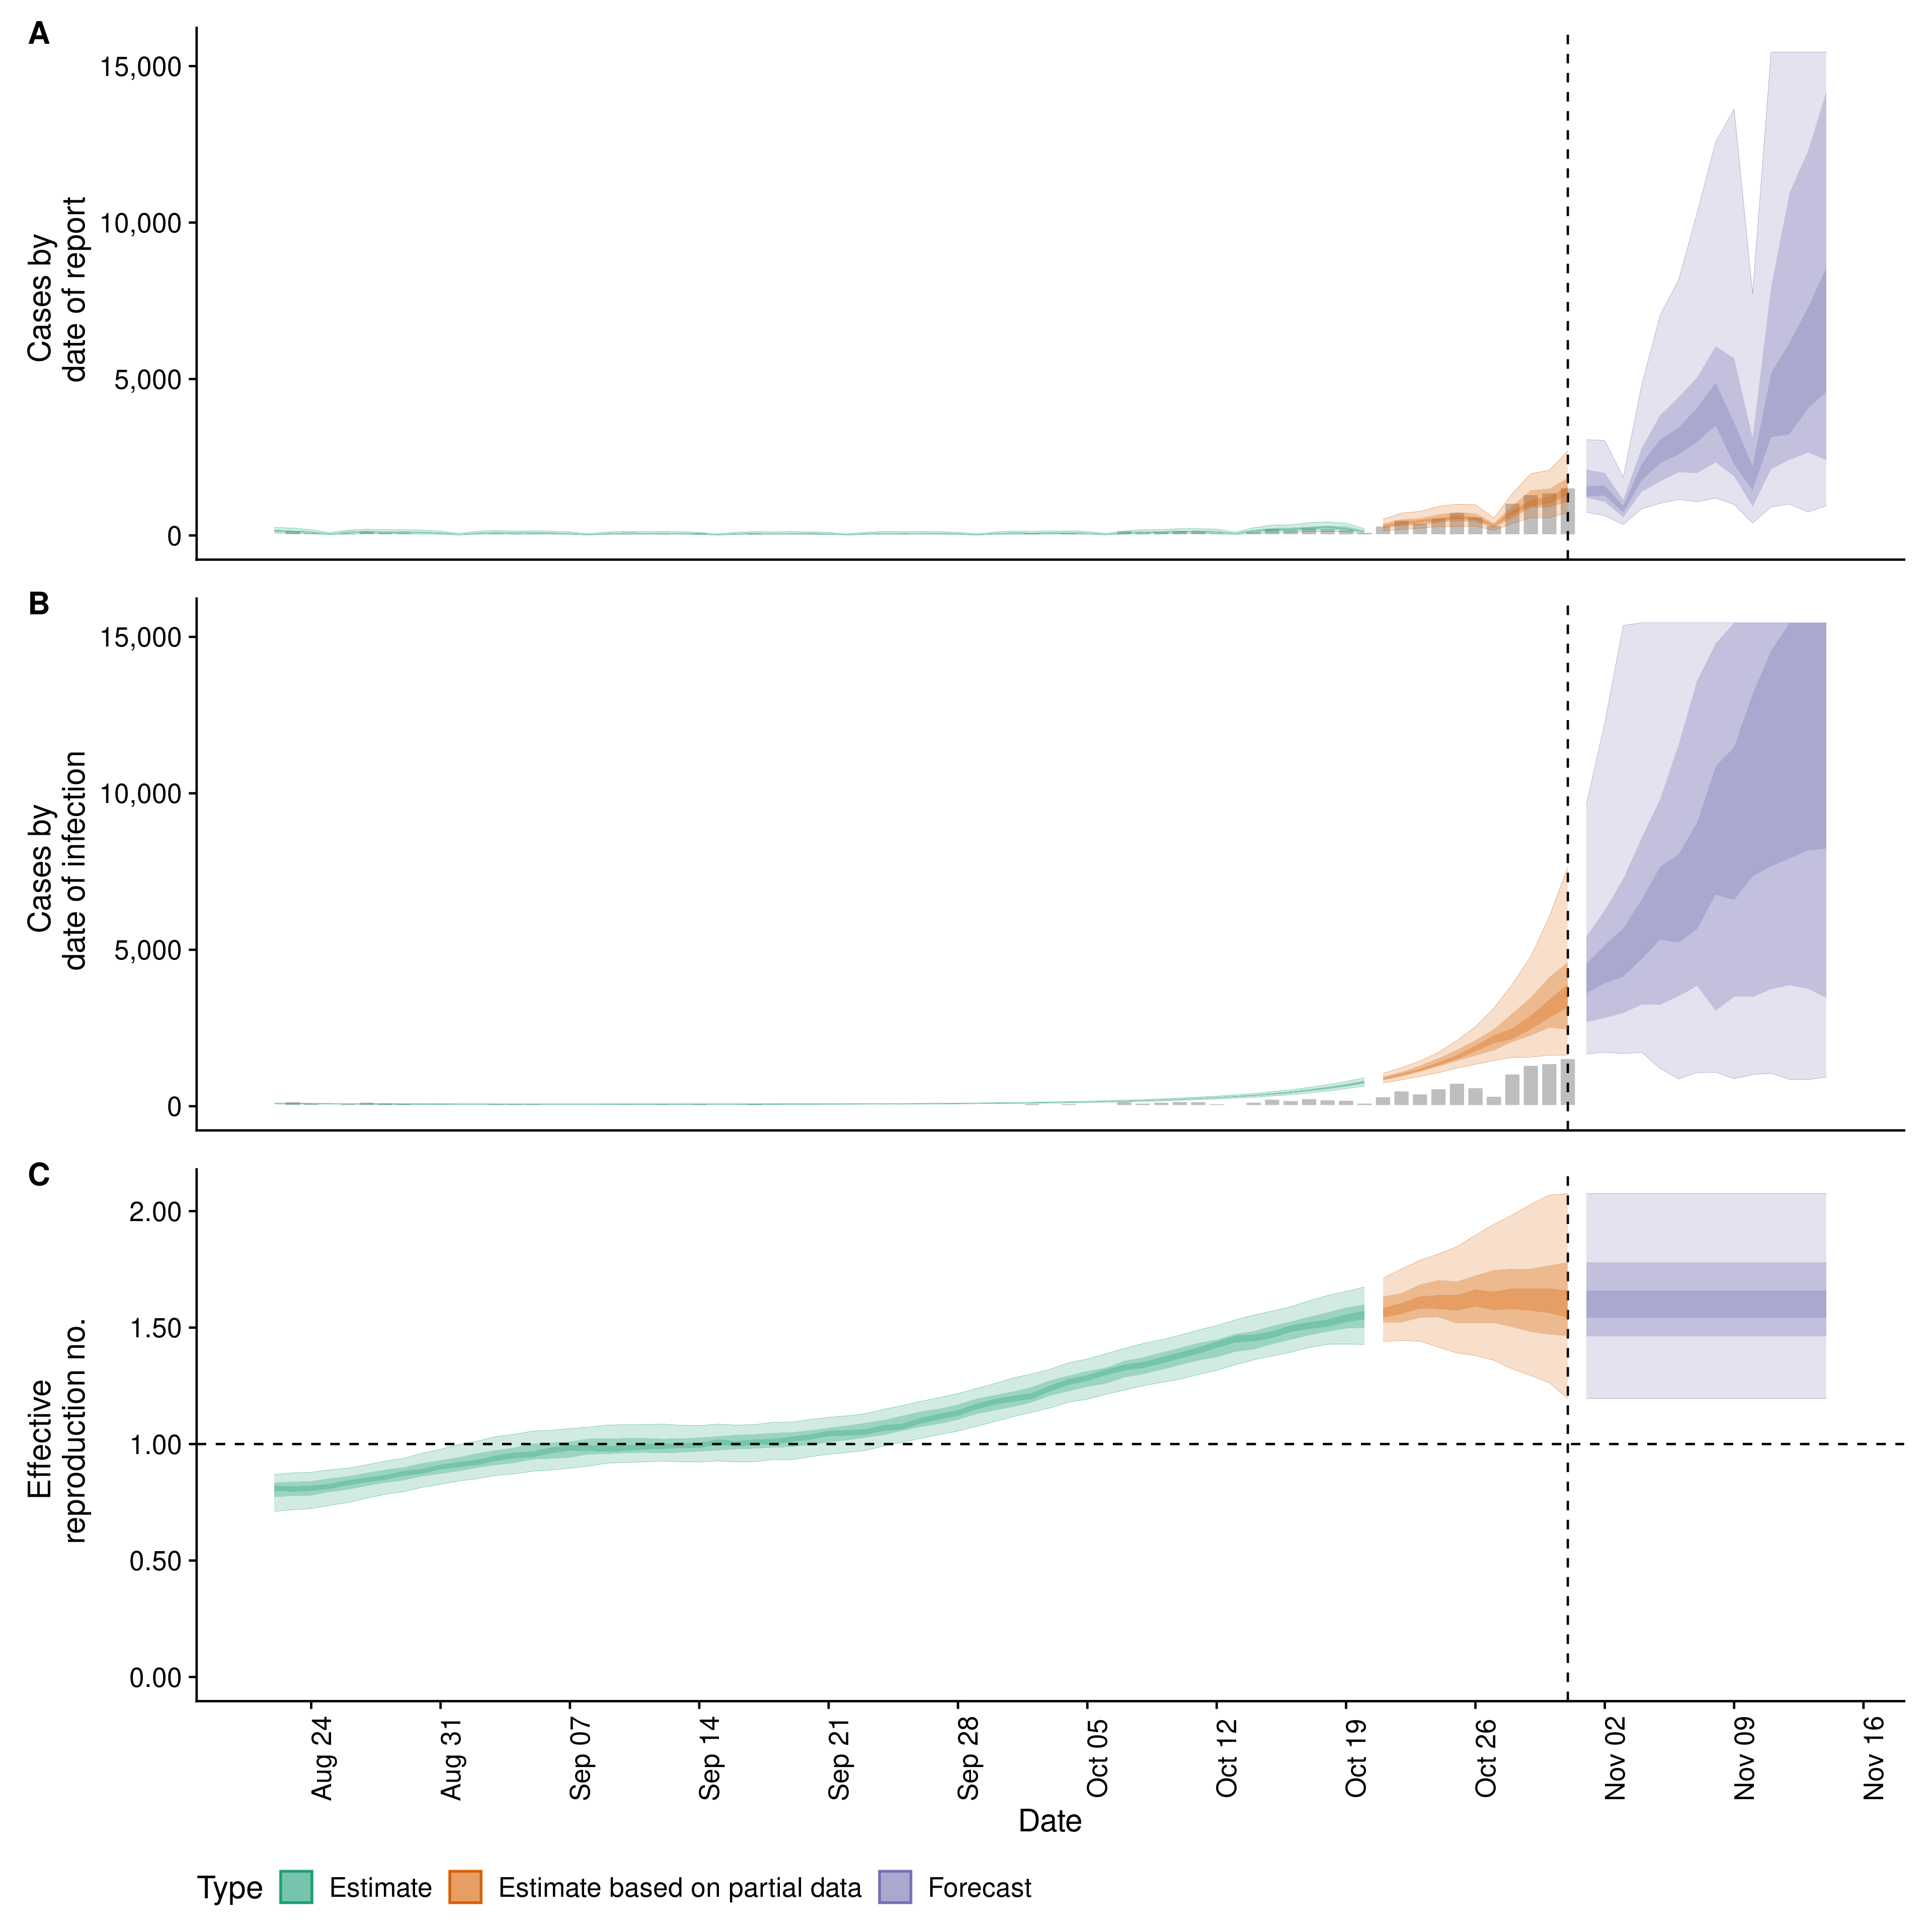 A
15,000
10,000
5,000
0
Cases by
date of report
B
15,000
10,000
5,000
0
Cases by
date of infection
C
2.00
1.50
1.00
0.50
0.00
Effective
reproduction no.
Aug 24
Aug 31
Sep 07
Sep 14
Sep 21
Sep 28
Oct 05
Oct 12
Oct 19
Oct 26
Nov 02
Nov 09
Nov 16
Date
Type Estimate Estimate based on partial data Forecast